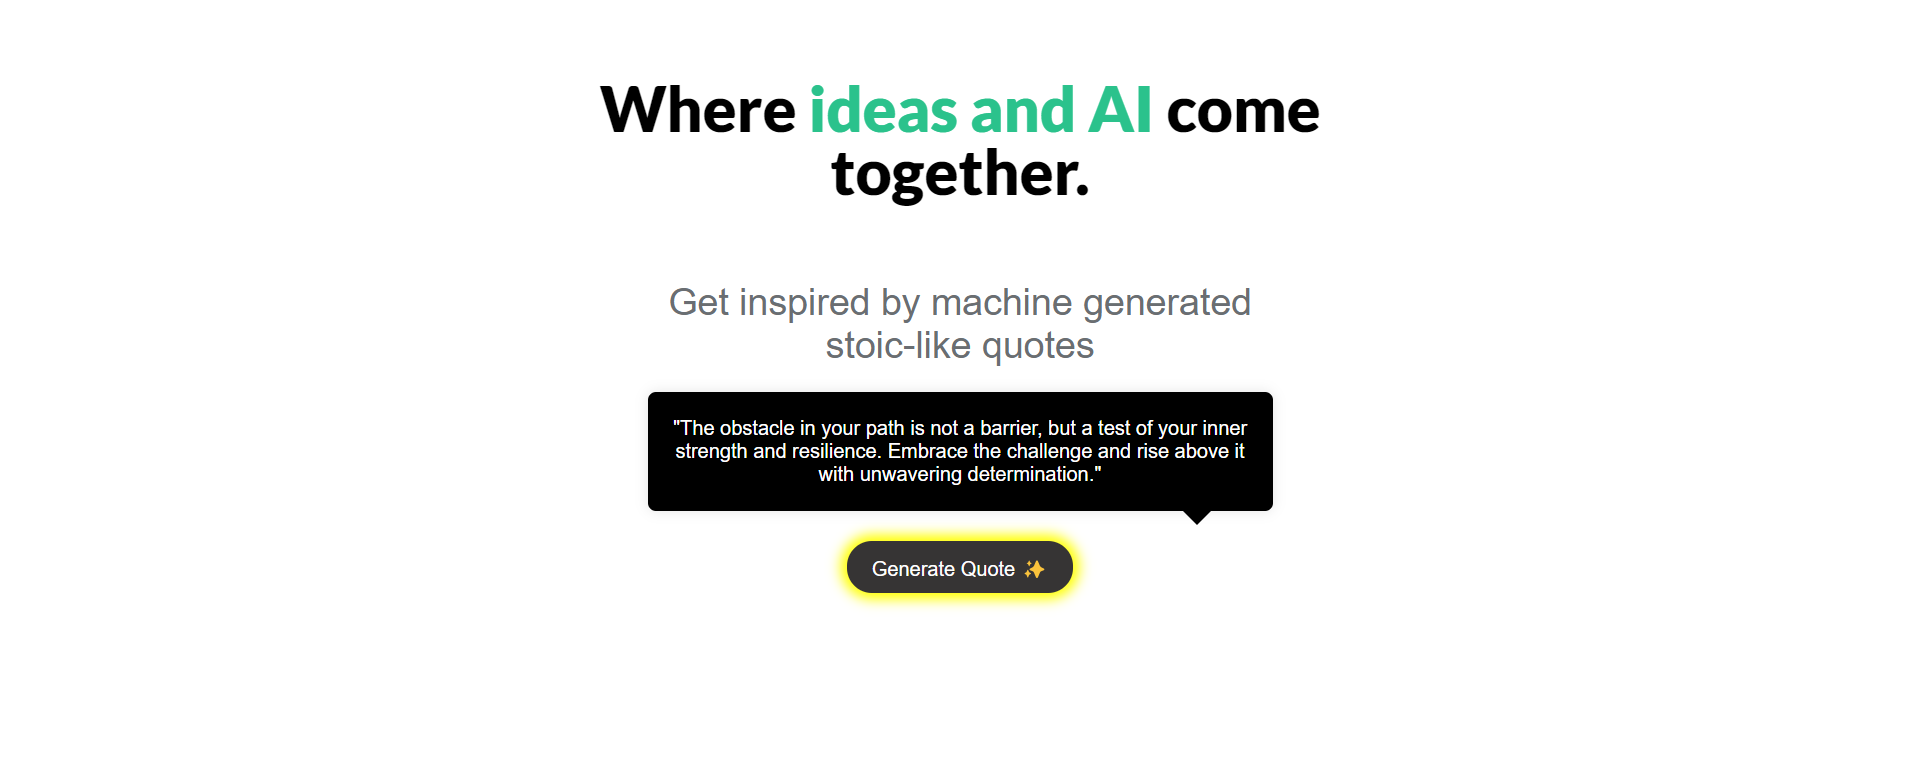 Where ideas and AI come
together.
Get inspired by machine generated
stoic-like quotes
"The obstacle in your path is not a barrier, but a test of your inner
strength and resilience. Embrace the challenge and rise above it
with unwavering determination."
Generate Quote ✨